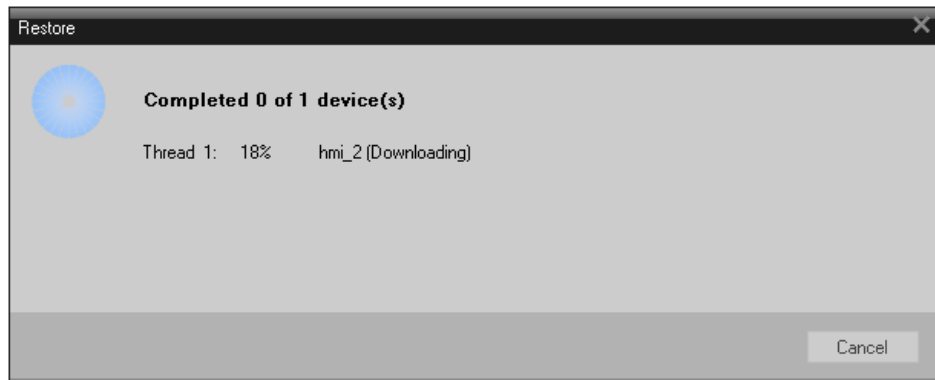 Restore
Completed 0 of 1 device(s)
Thread 1: 18% hmi_2 (Downloading)
Cancel